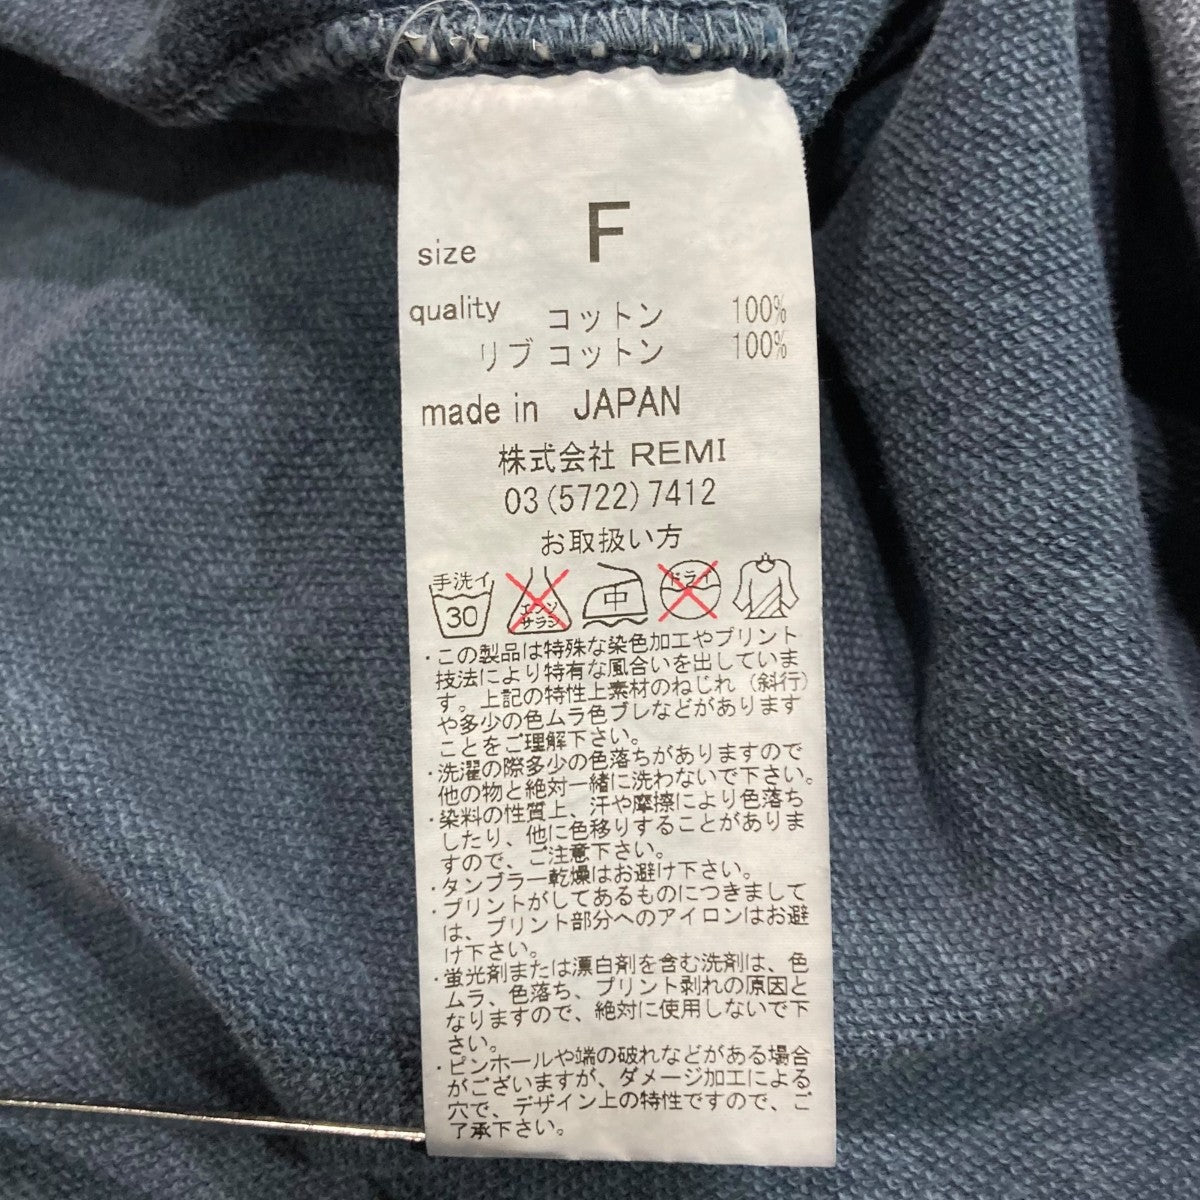 size F
quality コットン 100%
リブコットン 100%
made in JAPAN
株式会社 REMI
03(5722)7412
お取扱い方
手洗イ 30 エンソサラシ 中 ドライ
・この製品は特殊な染色加工やプリント
技法により特有な風合いを出していま
す。上記の特性上素材のねじれ（斜行）
や多少の色ムラ色ブレなどがあります
ことをご理解下さい。
・洗濯の際多少の色落ちがありますので
他の物と絶対一緒に洗わないで下さい。
・染料の性質上、汗や摩擦により色落ち
したり、他に色移りすることがありま
すので、ご注意下さい。
・タンブラー乾燥はお避け下さい。
・プリントがしてあるものにつきまして
は、プリント部分へのアイロンはお避
け下さい。
・蛍光剤または漂白剤を含む洗剤は、色
ムラ、色落ち、プリント剥れの原因と
なりますので、絶対に使用しないで下
さい。
・ピンホールや端の破れなどがある場合
がございますが、ダメージ加工による
穴で、デザイン上の特性ですので、ご
了承下さい。